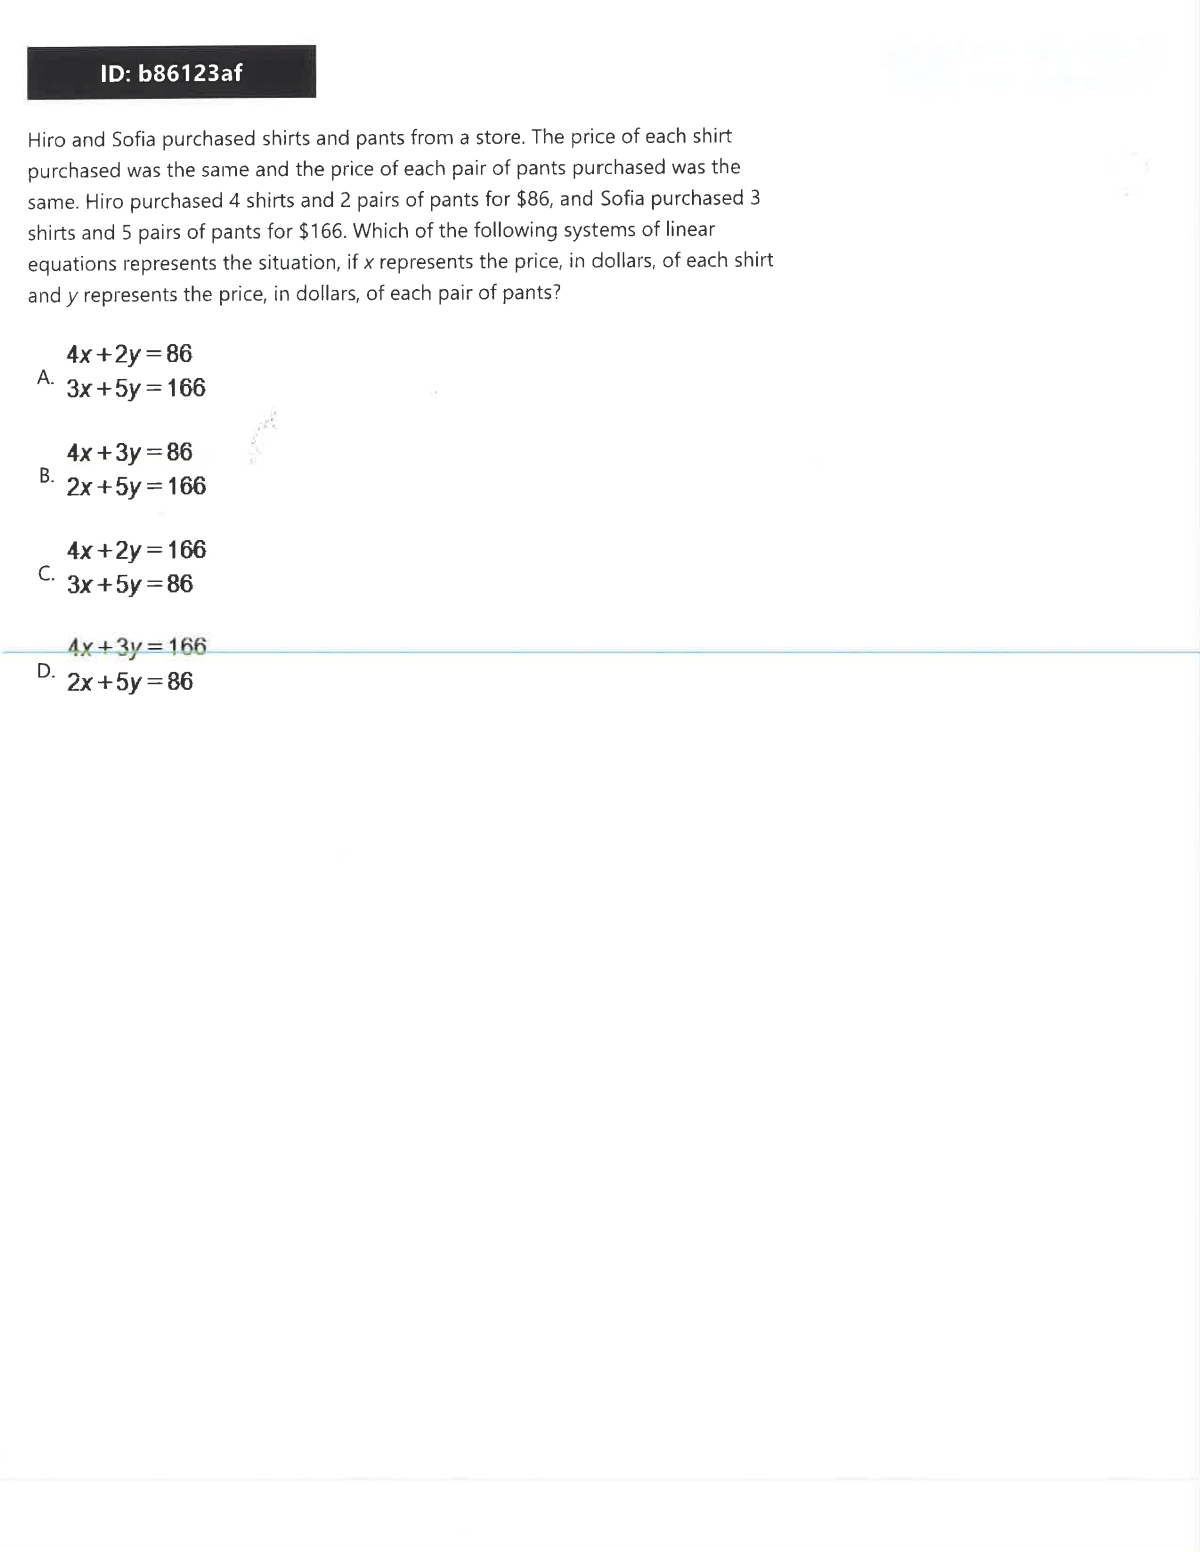 ID: b86123af
Hiro and Sofia purchased shirts and pants from a store. The price of each shirt
purchased was the same and the price of each pair of pants purchased was the
same. Hiro purchased 4 shirts and 2 pairs of pants for $86, and Sofia purchased 3
shirts and 5 pairs of pants for $166. Which of the following systems of linear
equations represents the situation, if x represents the price, in dollars, of each shirt
and y represents the price, in dollars, of each pair of pants?
4x+2y=86
A.
3x+5y=166
4x+3y=86
B.
2x+5y=166
4x+2y=166
C.
3x+5y=86
4x+3y=166
D.
2x+5y=86